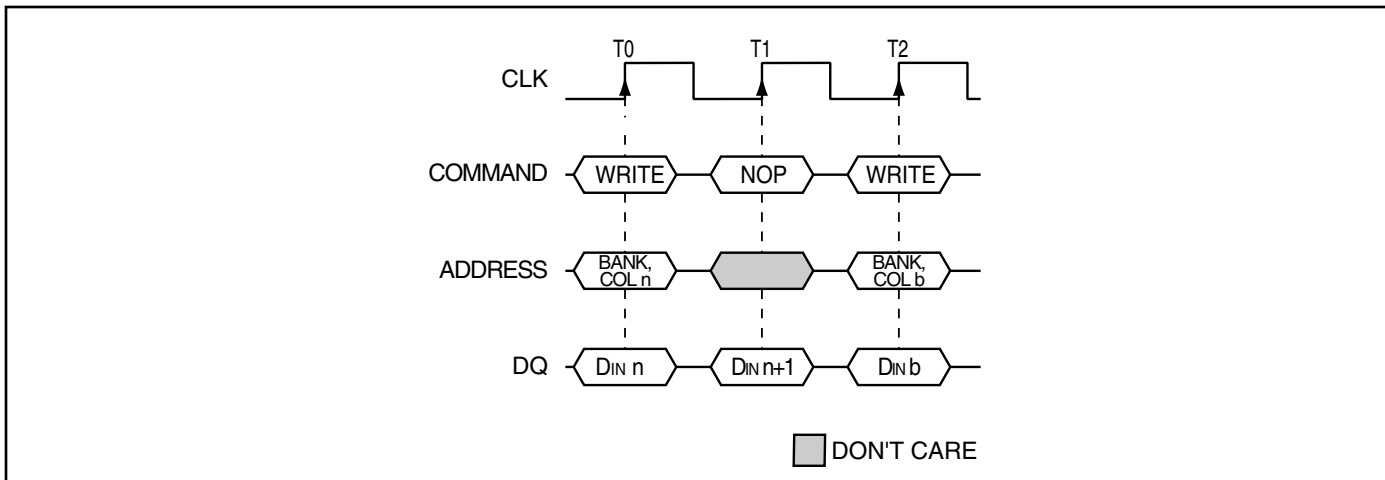 T0 T1 T2
CLK
COMMAND WRITE NOP WRITE
ADDRESS BANK, COL n BANK, COL b
DQ DIN n DIN n+1 DIN b
DON'T CARE